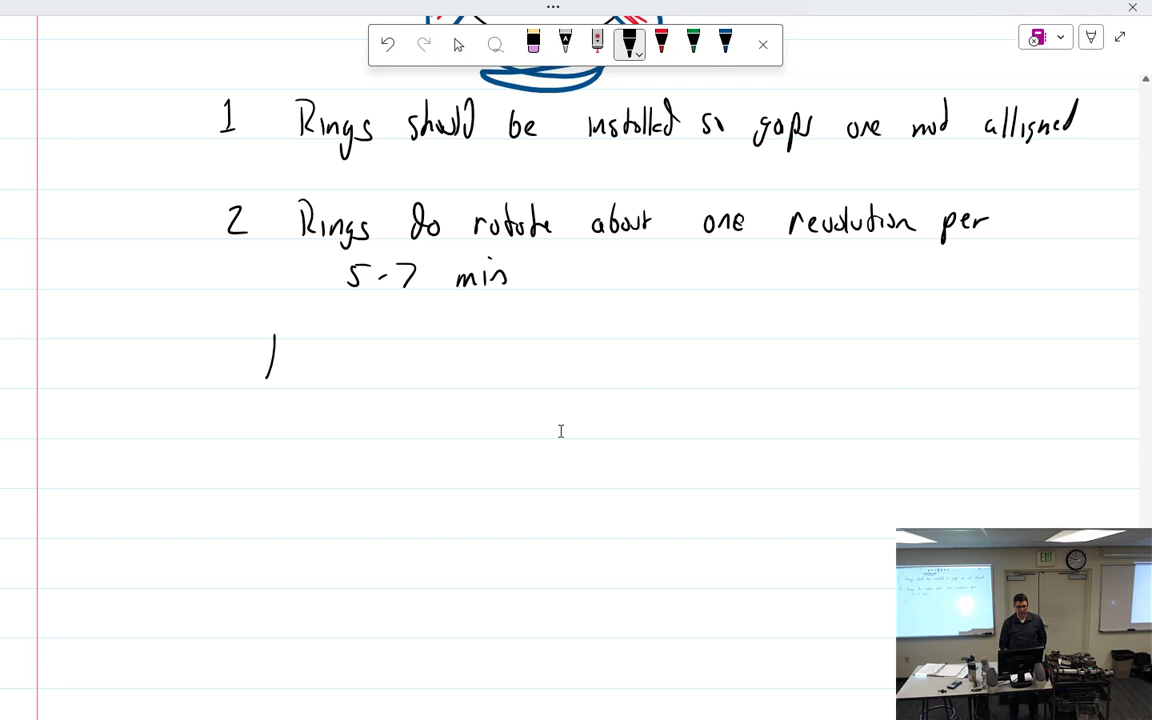 1 Rings should be installed so gaps are not alligned
2 Rings do rotate about one revolution per
5-7 min